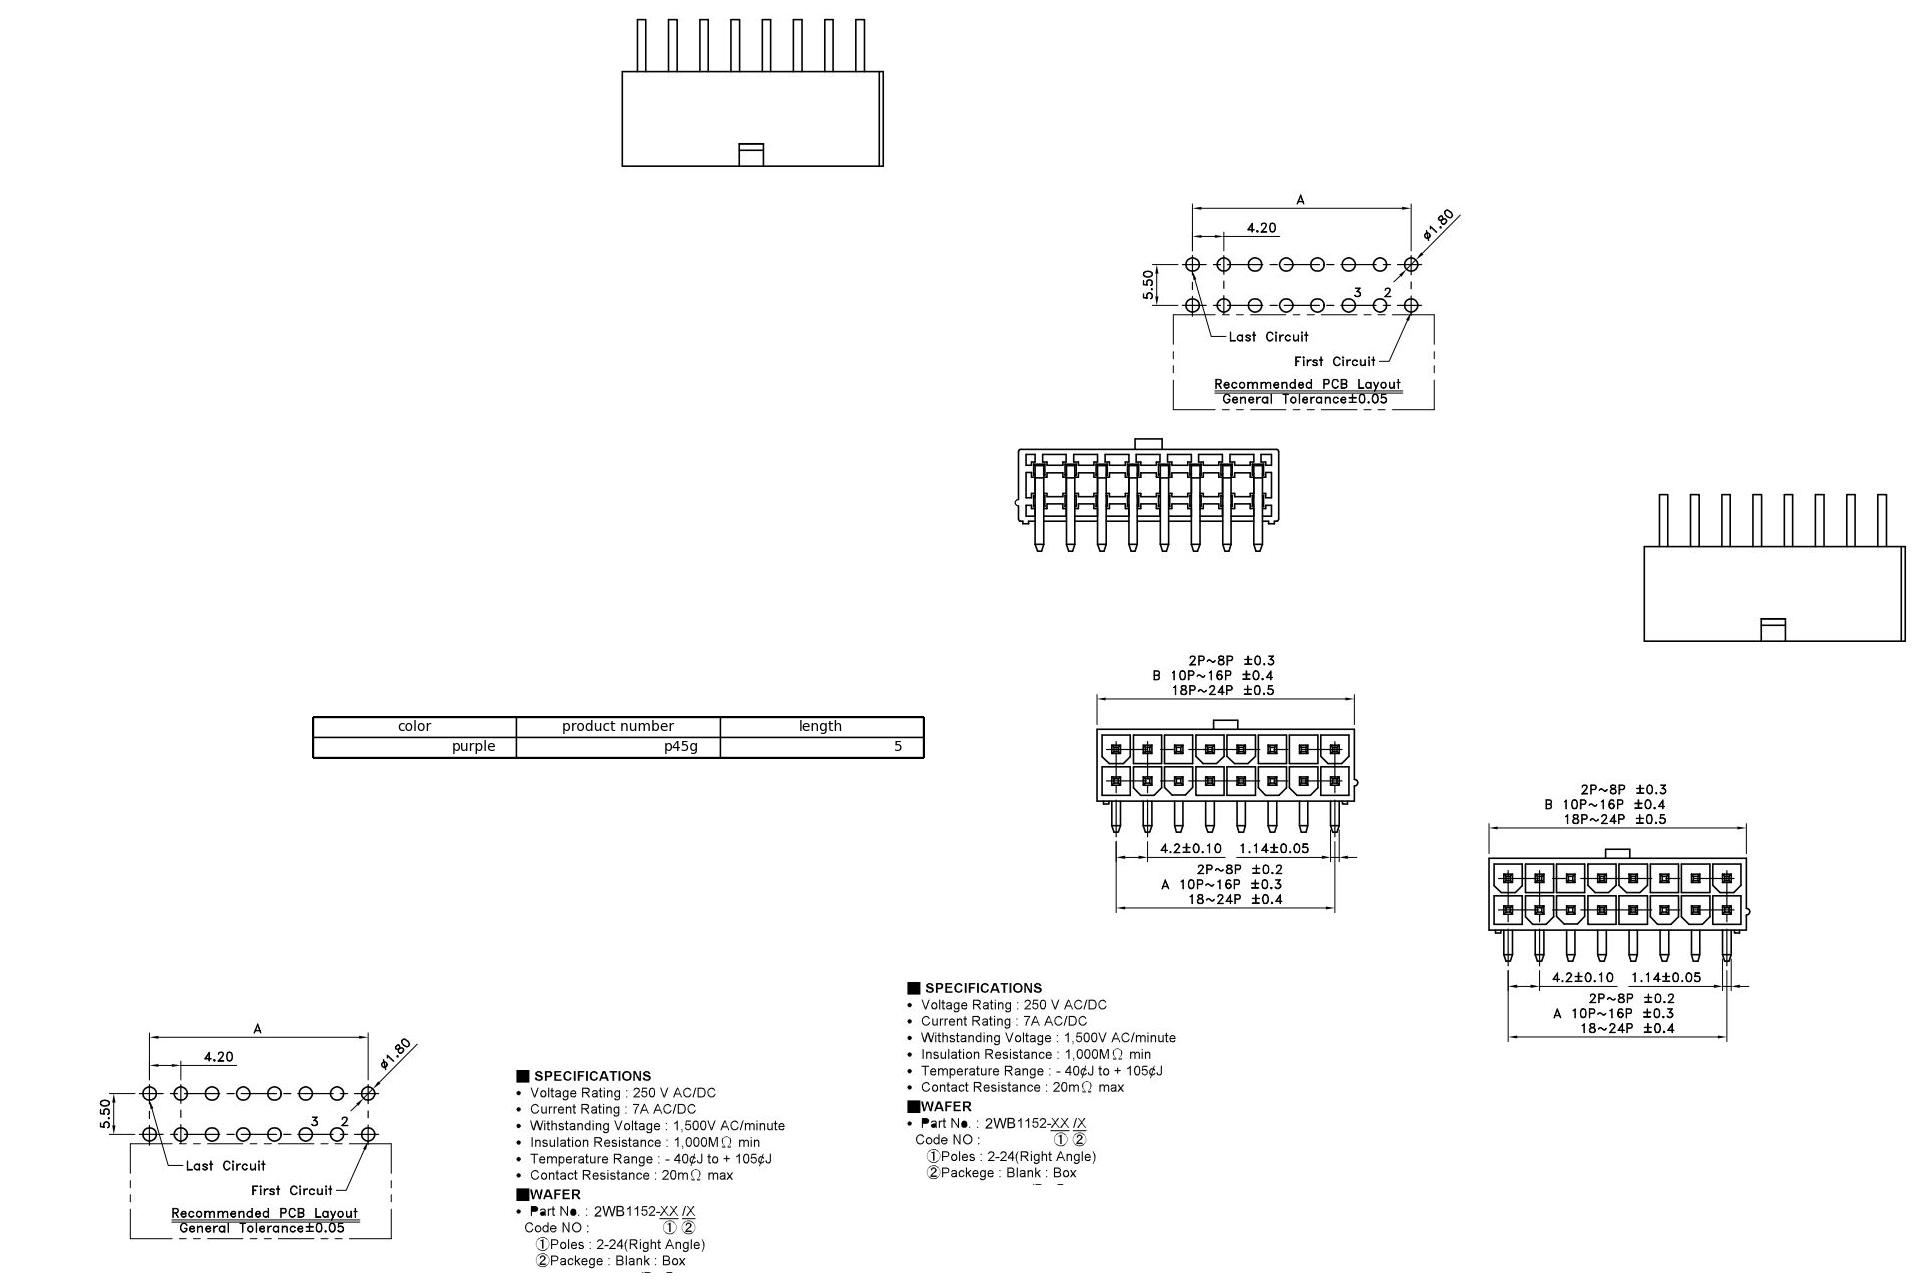 A
4.20
ø1.80
5.50
3 2
Last Circuit
First Circuit
Recommended PCB Layout
General Tolerance±0.05
2P~8P ±0.3
B 10P~16P ±0.4
18P~24P ±0.5
4.2±0.10 1.14±0.05
2P~8P ±0.2
A 10P~16P ±0.3
18~24P ±0.4
color product number length
purple p45g 5
2P~8P ±0.3
B 10P~16P ±0.4
18P~24P ±0.5
4.2±0.10 1.14±0.05
2P~8P ±0.2
A 10P~16P ±0.3
18~24P ±0.4
■ SPECIFICATIONS
• Voltage Rating : 250 V AC/DC
• Current Rating : 7A AC/DC
• Withstanding Voltage : 1,500V AC/minute
• Insulation Resistance : 1,000MΩ min
• Temperature Range : - 40¢J to + 105¢J
• Contact Resistance : 20mΩ max
■WAFER
• Part No. : 2WB1152-XX /X
Code NO : ① ②
①Poles : 2-24(Right Angle)
②Packege : Blank : Box
A
4.20
ø1.80
5.50
3 2
Last Circuit
First Circuit
Recommended PCB Layout
General Tolerance±0.05
■ SPECIFICATIONS
• Voltage Rating : 250 V AC/DC
• Current Rating : 7A AC/DC
• Withstanding Voltage : 1,500V AC/minute
• Insulation Resistance : 1,000MΩ min
• Temperature Range : - 40¢J to + 105¢J
• Contact Resistance : 20mΩ max
■WAFER
• Part No. : 2WB1152-XX /X
Code NO : ① ②
①Poles : 2-24(Right Angle)
②Packege : Blank : Box